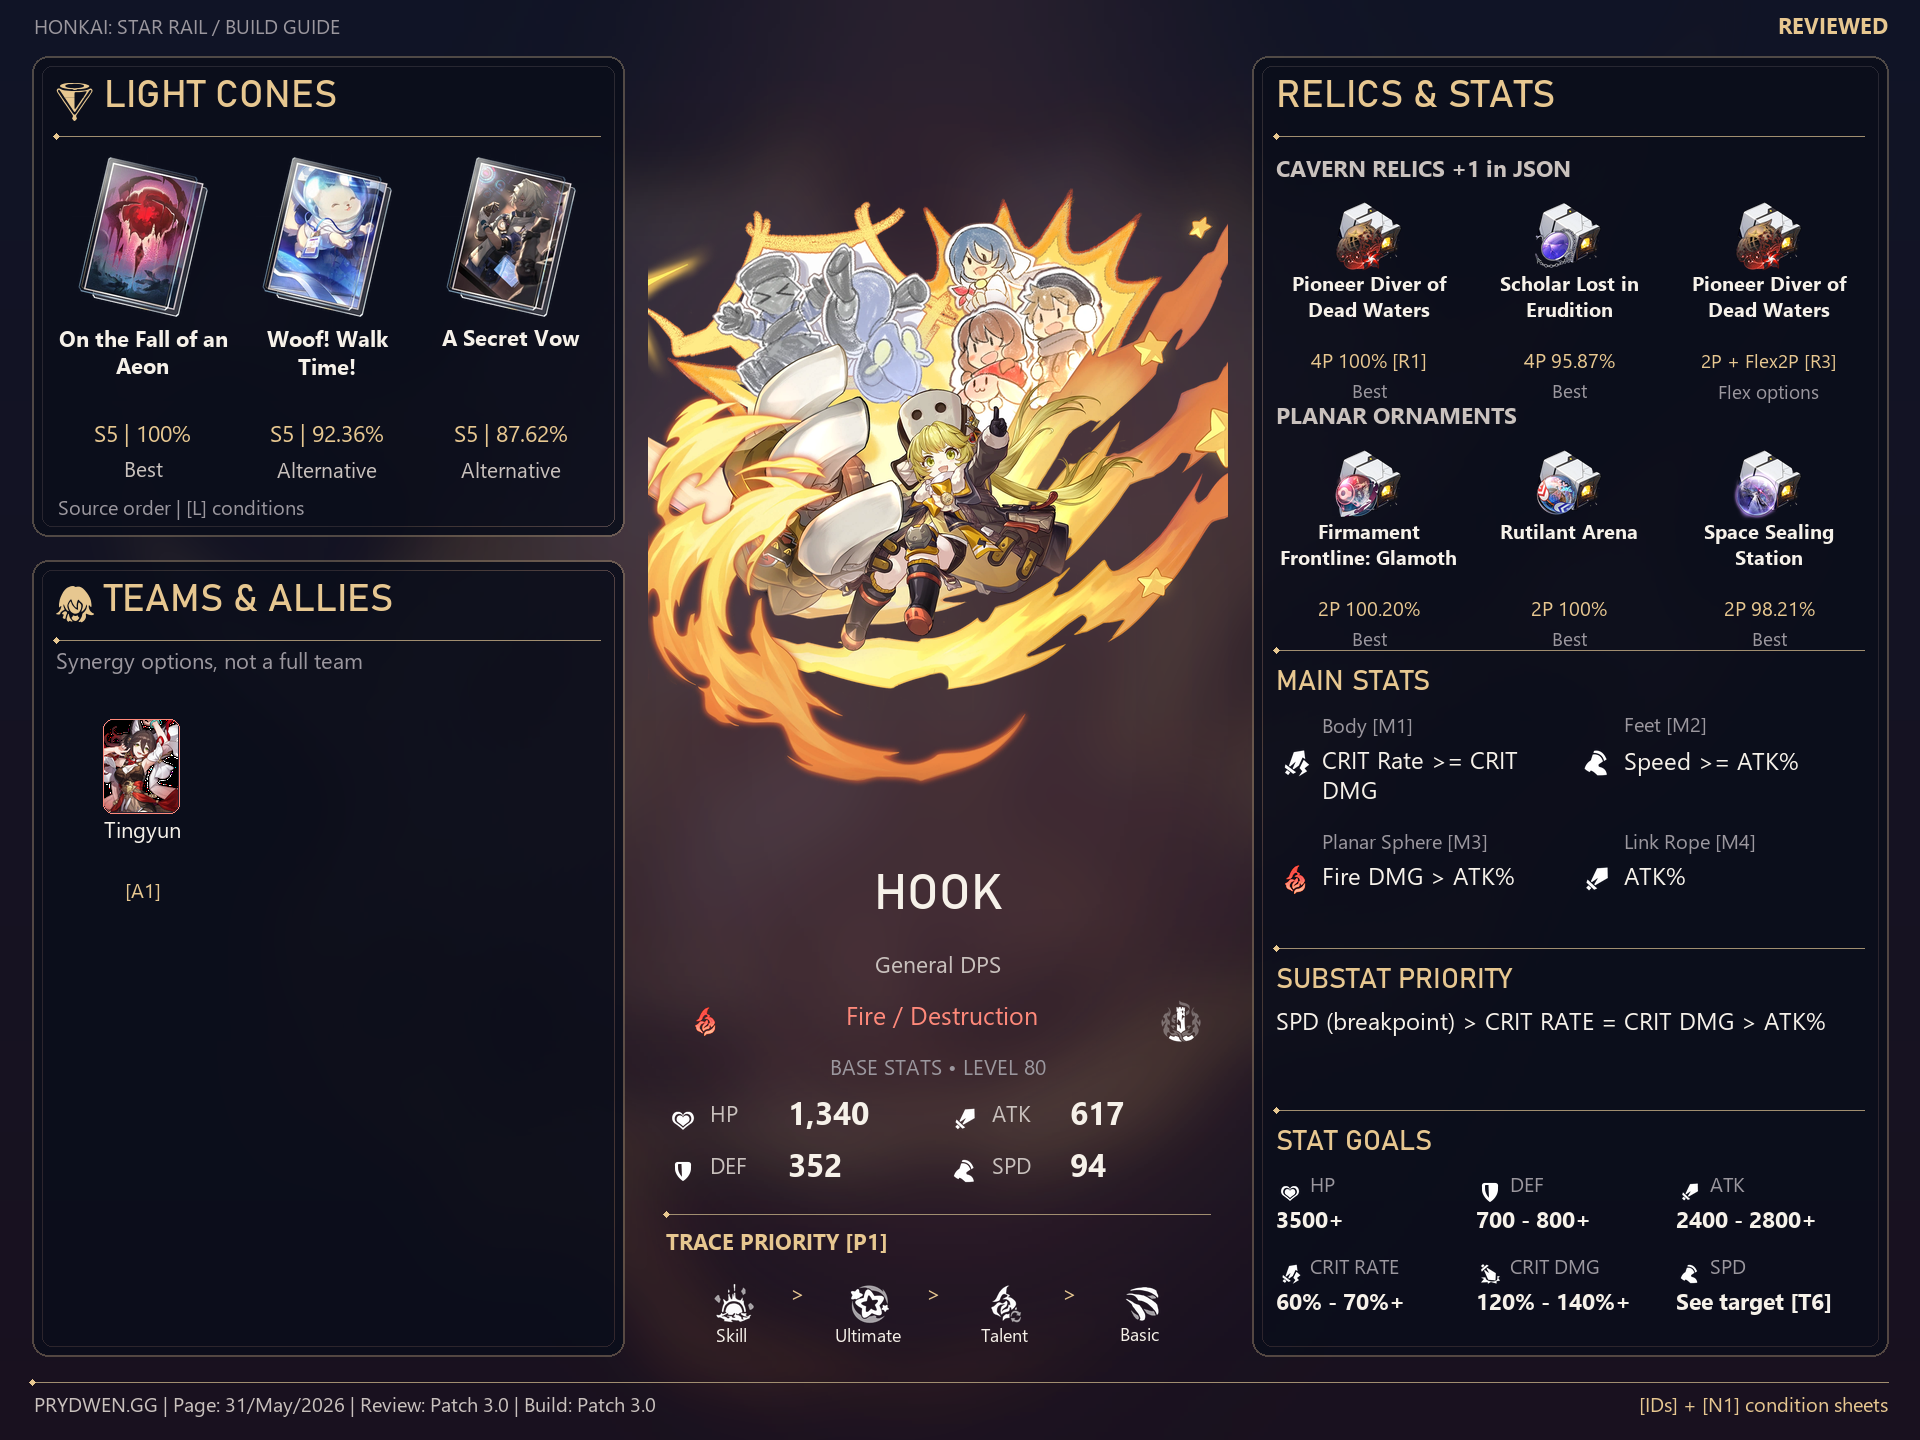 HONKAI: STAR RAIL / BUILD GUIDE
REVIEWED
LIGHT CONES
On the Fall of an
Aeon
S5 | 100%
Best
Woof! Walk
Time!
S5 | 92.36%
Alternative
A Secret Vow
S5 | 87.62%
Alternative
Source order | [L] conditions
TEAMS & ALLIES
Synergy options, not a full team
Tingyun
[A1]
HOOK
General DPS
Fire / Destruction
BASE STATS • LEVEL 80
HP 1,340
ATK 617
DEF 352
SPD 94
TRACE PRIORITY [P1]
Skill > Ultimate > Talent > Basic
RELICS & STATS
CAVERN RELICS +1 in JSON
Pioneer Diver of
Dead Waters
4P 100% [R1]
Best
Scholar Lost in
Erudition
4P 95.87%
Best
Pioneer Diver of
Dead Waters
2P + Flex2P [R3]
Flex options
PLANAR ORNAMENTS
Firmament
Frontline: Glamoth
2P 100.20%
Best
Rutilant Arena
2P 100%
Best
Space Sealing
Station
2P 98.21%
Best
MAIN STATS
Body [M1]
CRIT Rate >= CRIT
DMG
Feet [M2]
Speed >= ATK%
Planar Sphere [M3]
Fire DMG > ATK%
Link Rope [M4]
ATK%
SUBSTAT PRIORITY
SPD (breakpoint) > CRIT RATE = CRIT DMG > ATK%
STAT GOALS
HP
3500+
DEF
700 - 800+
ATK
2400 - 2800+
CRIT RATE
60% - 70%+
CRIT DMG
120% - 140%+
SPD
See target [T6]
PRYDWEN.GG | Page: 31/May/2026 | Review: Patch 3.0 | Build: Patch 3.0
[IDs] + [N1] condition sheets